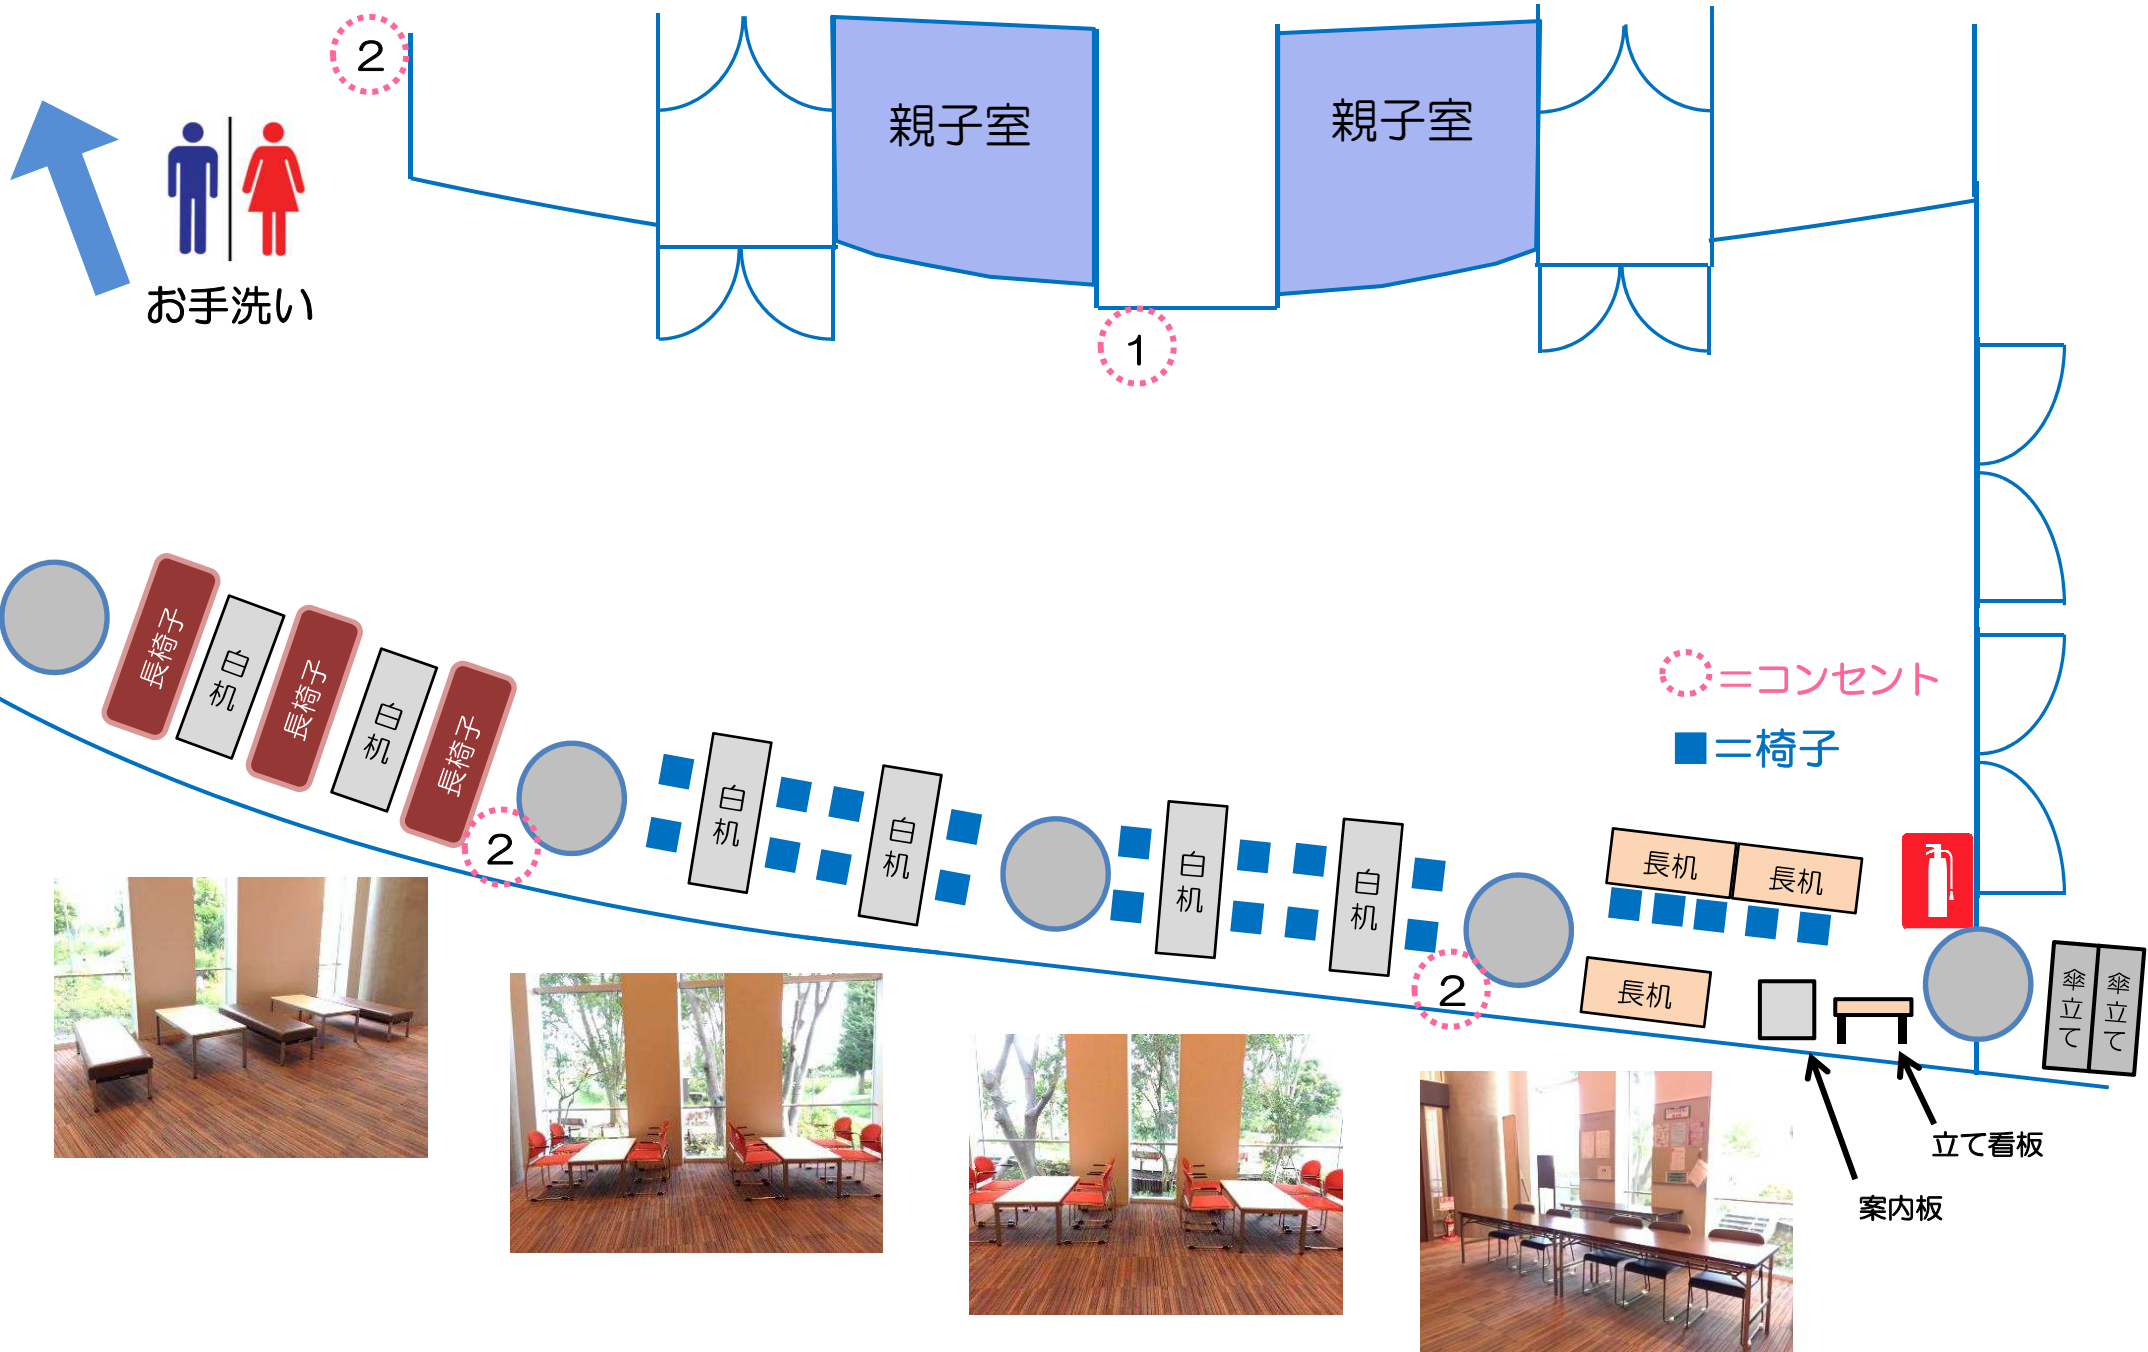 2
親子室
親子室
お手洗い
1
長椅子
白机
長椅子
白机
長椅子
2
白机
白机
白机
白机
2
＝コンセント
＝椅子
長机
長机
長机
傘立て
傘立て
立て看板
案内板